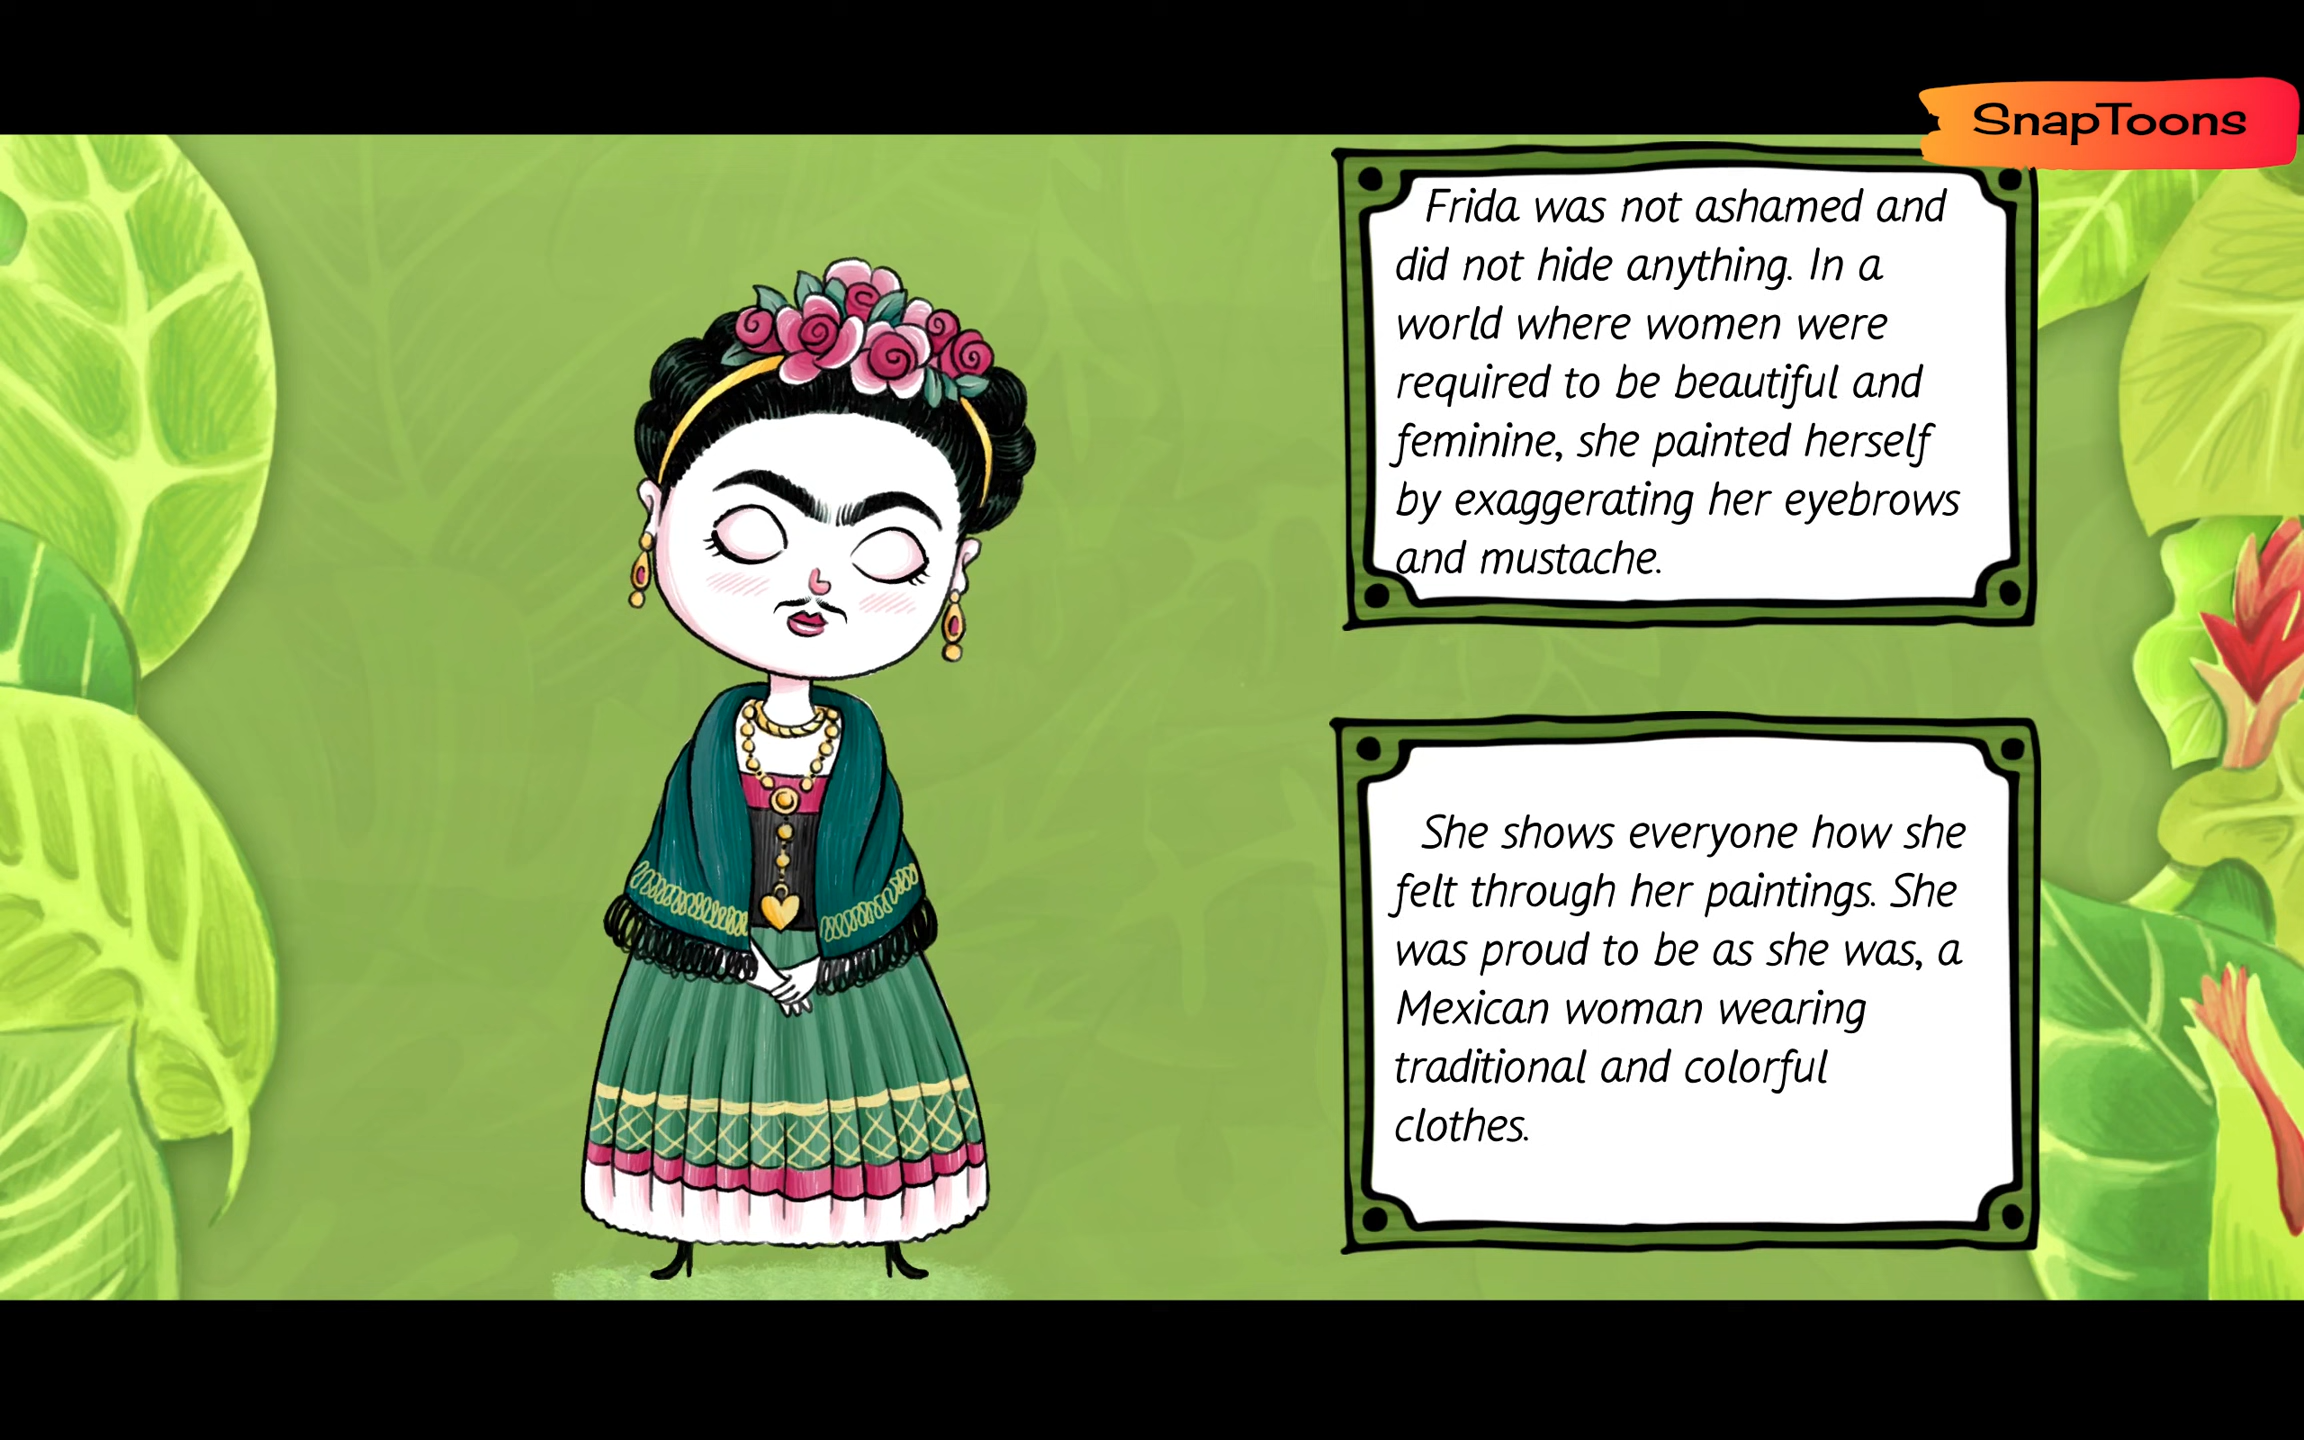 SnapToons
Frida was not ashamed and
did not hide anything. In a
world where women were
required to be beautiful and
feminine, she painted herself
by exaggerating her eyebrows
and mustache.
She shows everyone how she
felt through her paintings. She
was proud to be as she was, a
Mexican woman wearing
traditional and colorful
clothes.